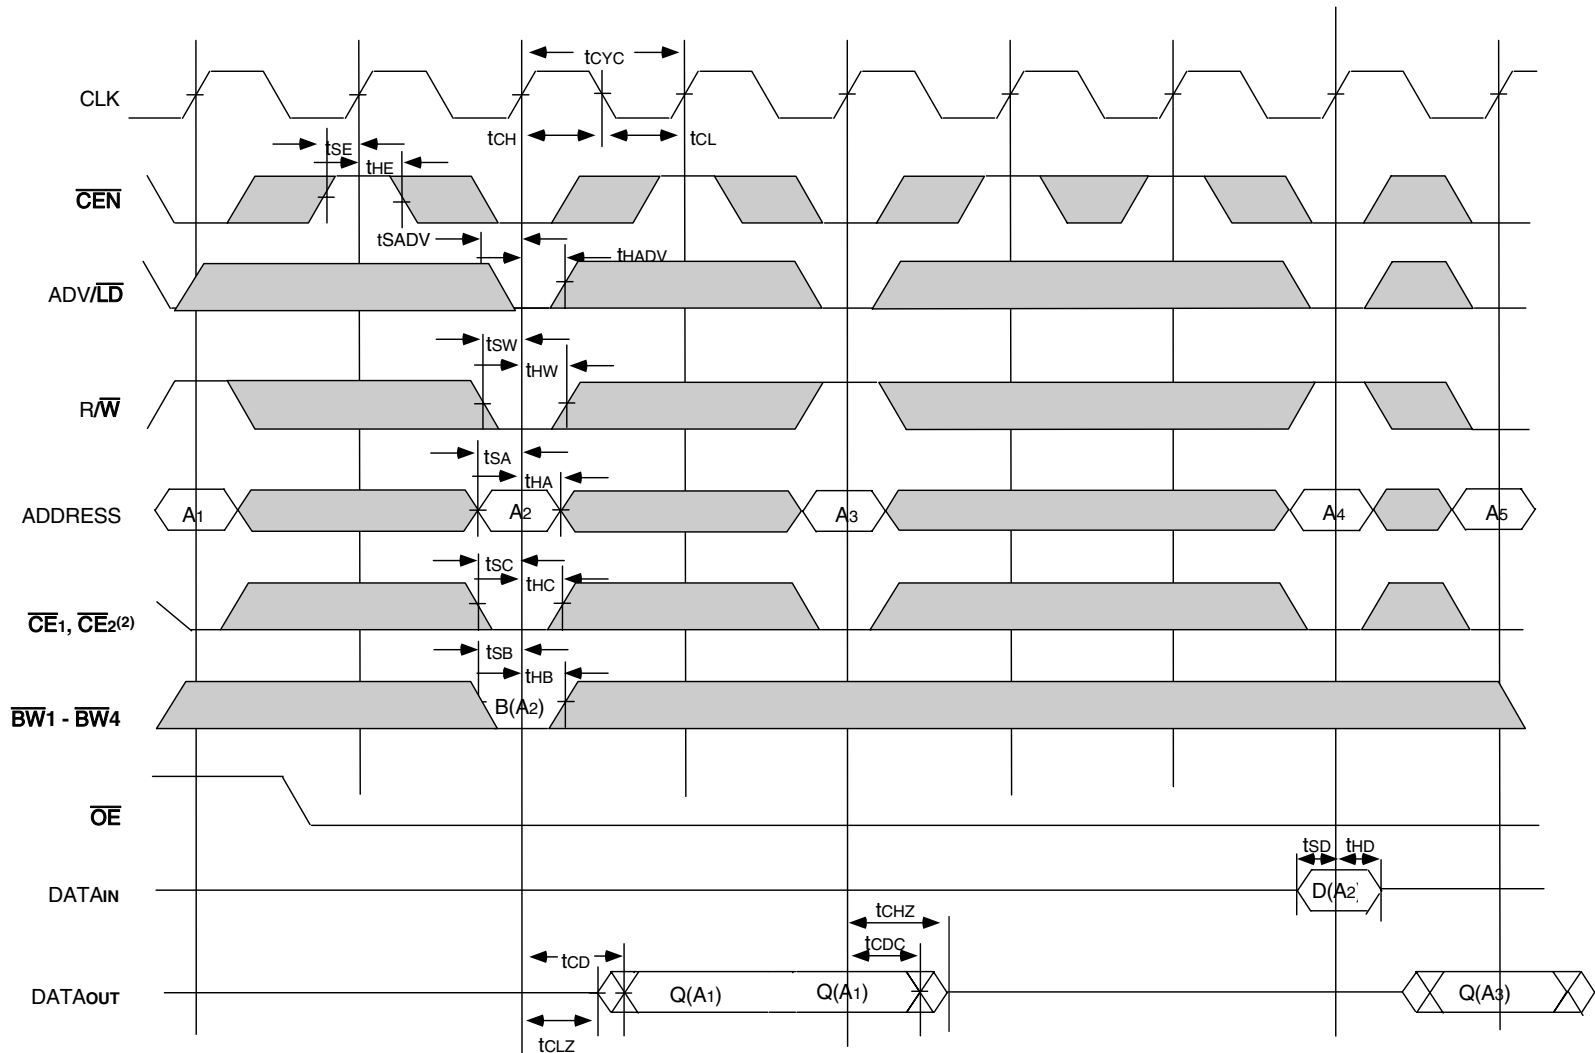 tCYC
CLK
tCH
tCL
tSE
tHE
CEN
tSADV
tHADV
ADV/LD
tSW
tHW
R/W
tSA
tHA
ADDRESS
A1
A2
A3
A4
A5
tSC
tHC
CE1, CE2(2)
tSB
tHB
BW1 - BW4
B(A2)
OE
tSD
tHD
DATAIN
D(A2)
tCHZ
tCDC
tCD
DATAOUT
Q(A1)
Q(A1)
Q(A3)
tCLZ